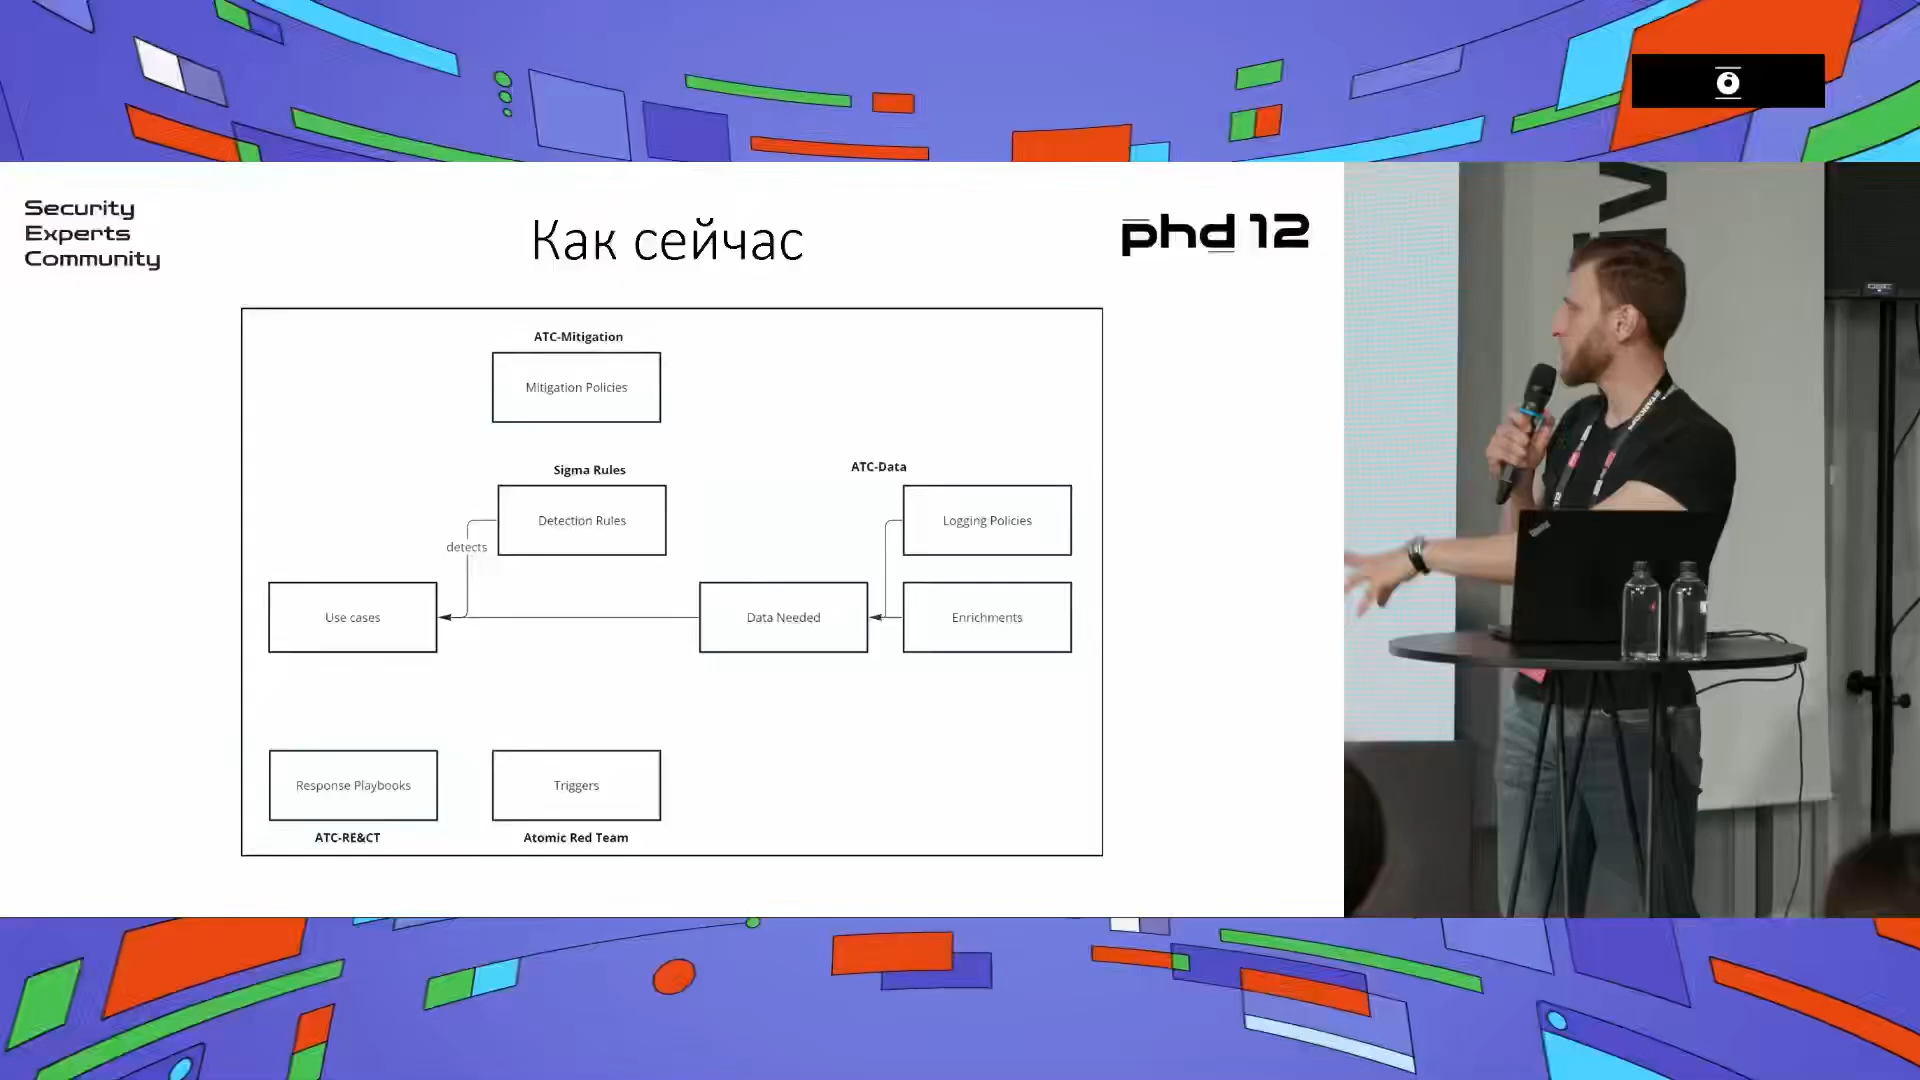 Security
Experts
Community
Как сейчас
phd 12
ATC-Mitigation
Mitigation Policies
Sigma Rules
ATC-Data
Detection Rules
Logging Policies
detects
Use cases
Data Needed
Enrichments
Response Playbooks
Triggers
ATC-RE&CT
Atomic Red Team